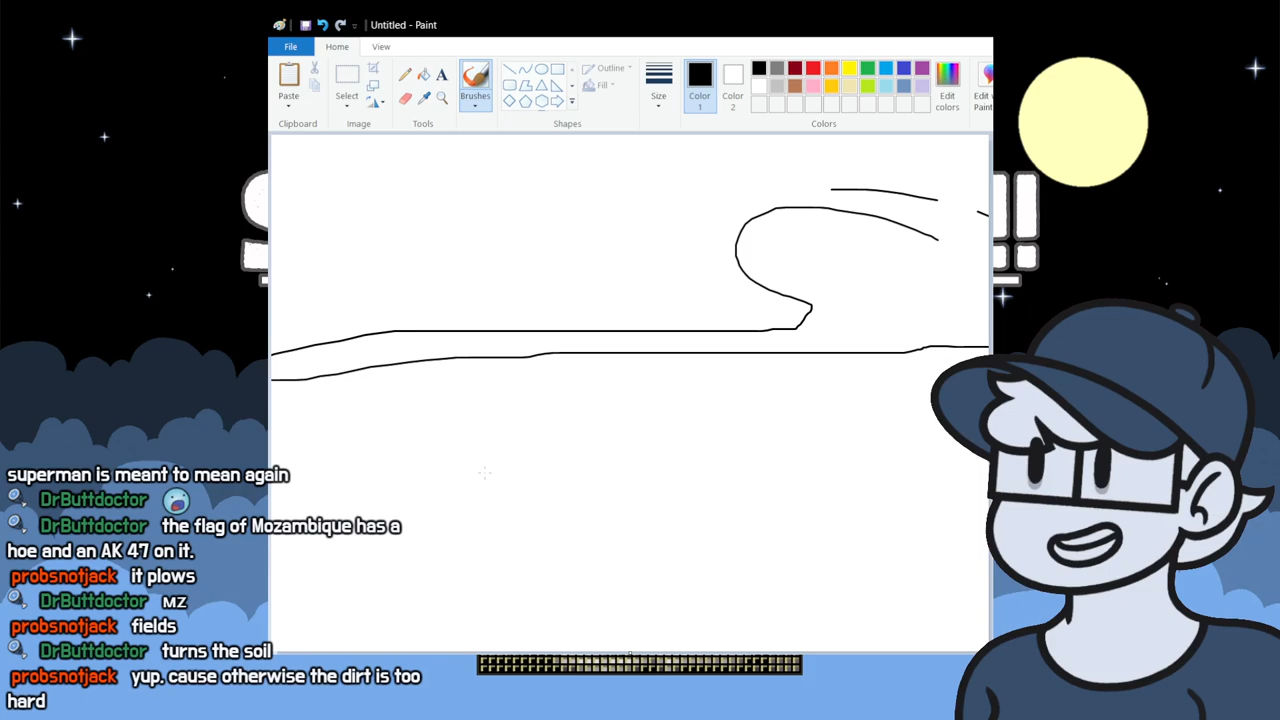 Untitled - Paint
File Home View
Paste
Select
Brushes
Outline
Fill
Size
Color 1
Color 2
Edit colors
Clipboard
Image
Tools
Shapes
Colors
superman is meant to mean again
DrButtdoctor
DrButtdoctor the flag of Mozambique has a
hoe and an AK 47 on it.
probsnotjack it plows
DrButtdoctor MZ
probsnotjack fields
DrButtdoctor turns the soil
probsnotjack yup. cause otherwise the dirt is too
hard